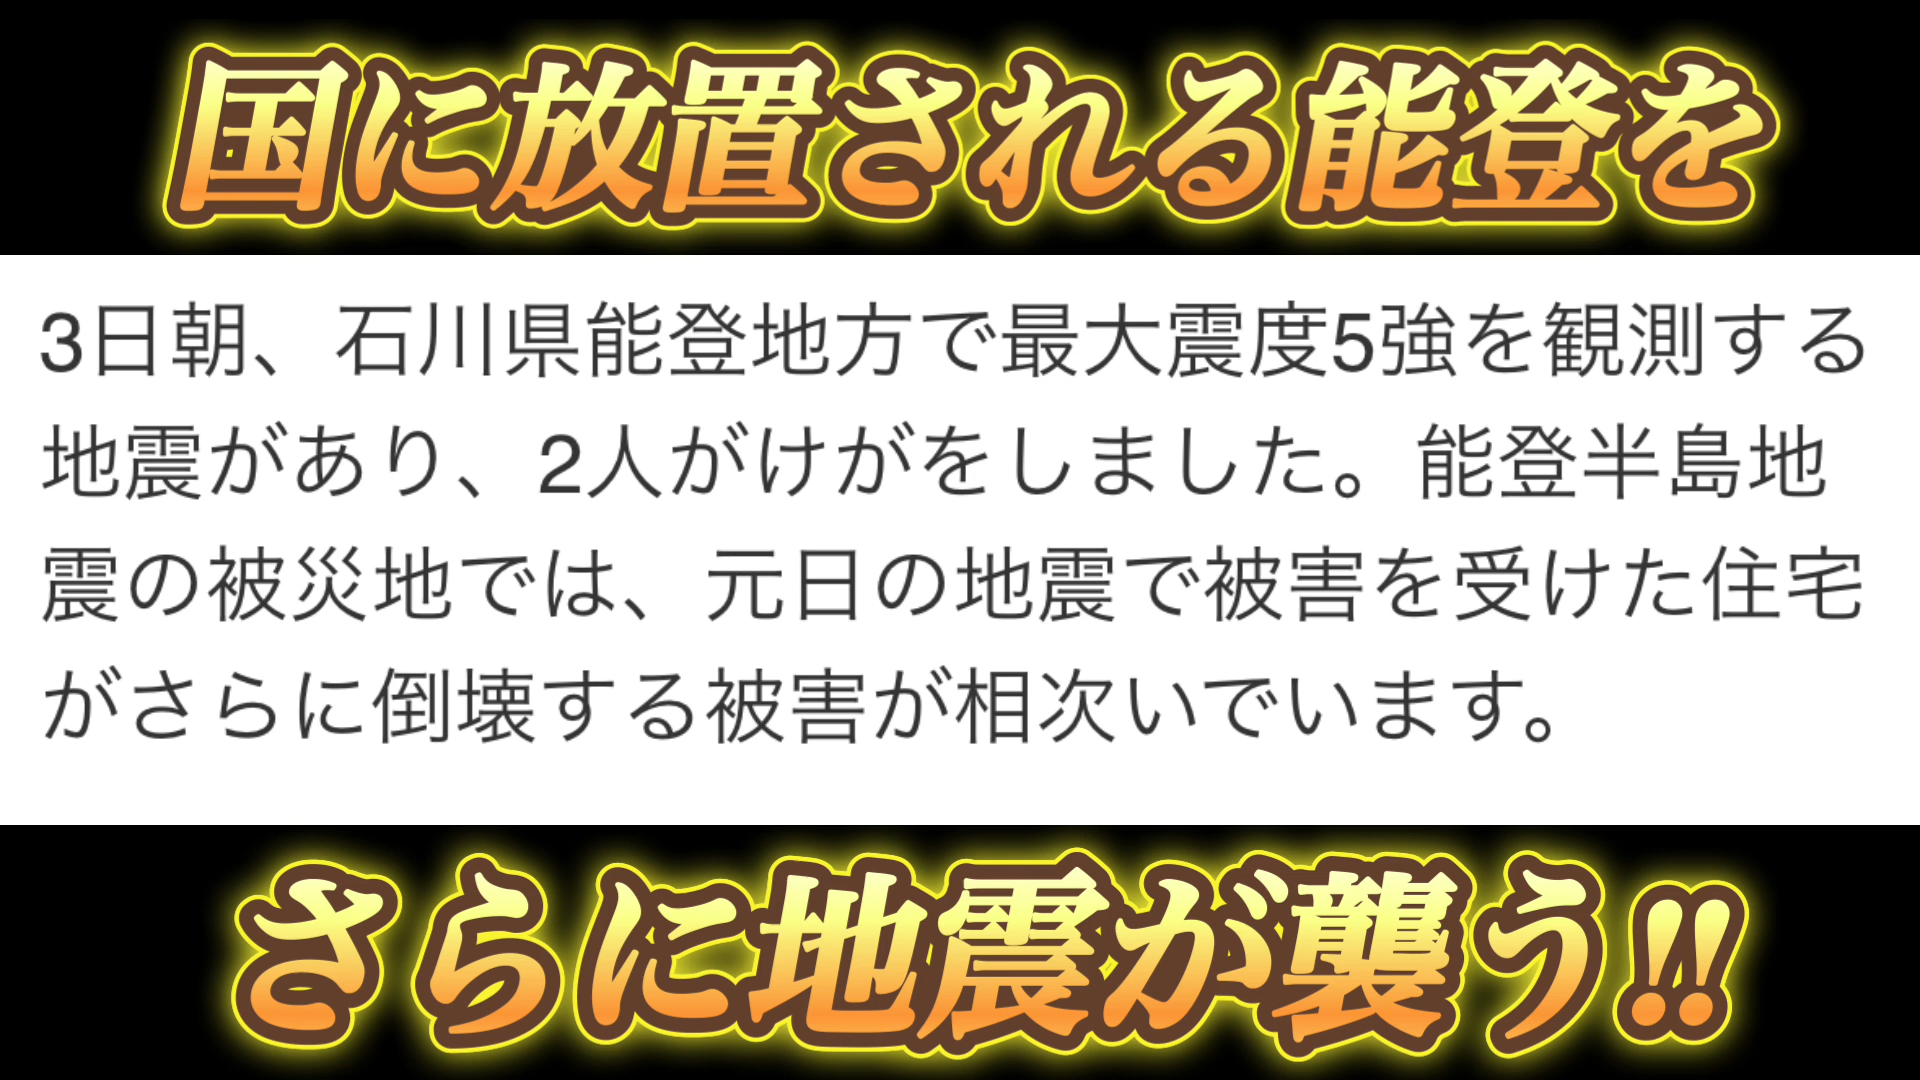 国に放置される能登を
3日朝、石川県能登地方で最大震度5強を観測する
地震があり、2人がけがをしました。能登半島地
震の被災地では、元日の地震で被害を受けた住宅
がさらに倒壊する被害が相次いでいます。
さらに地震が襲う!!